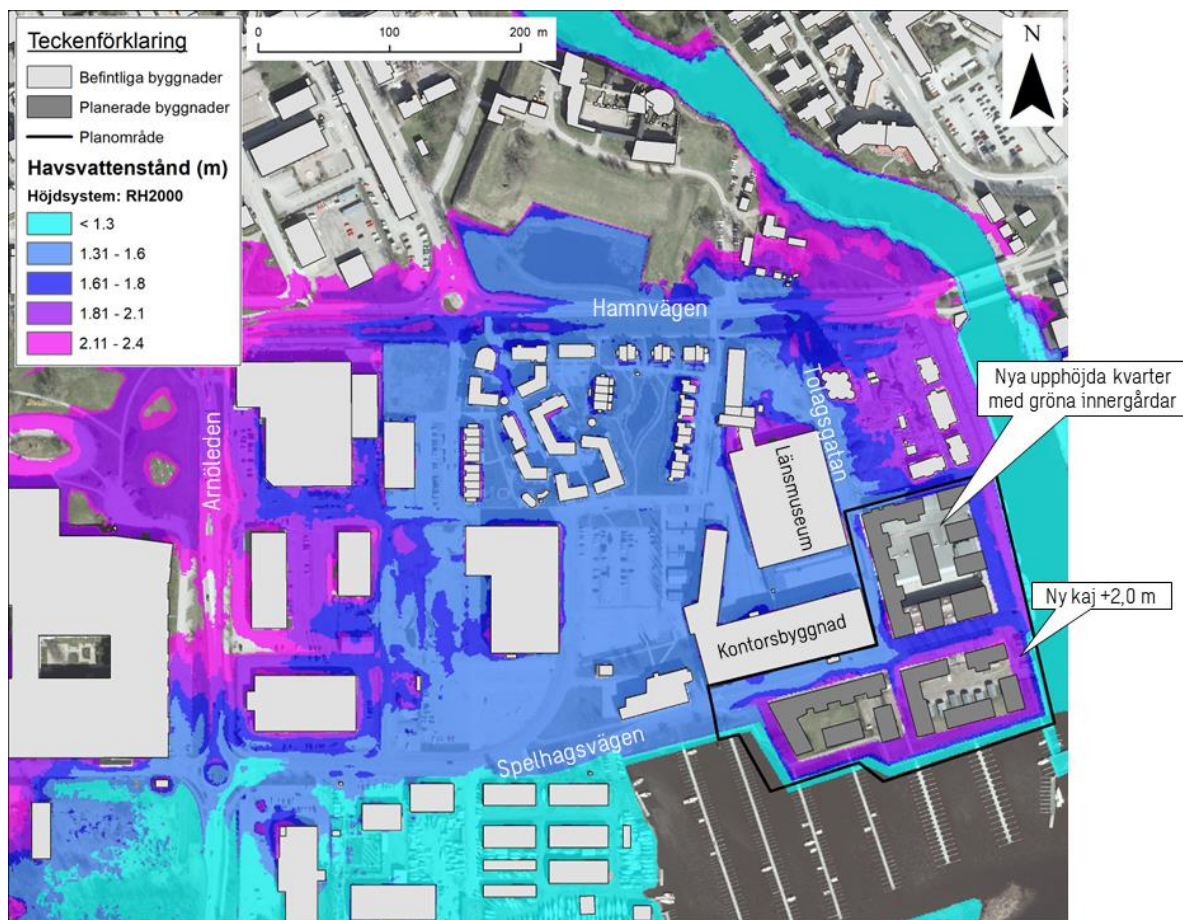 Teckenförklaring
Befintliga byggnader
Planerade byggnader
Planområde
Havsvattenstånd (m)
Höjdsystem: RH2000
< 1.3
1.31 - 1.6
1.61 - 1.8
1.81 - 2.1
2.11 - 2.4
0 100 200 m
N
Hamnvägen
Tolagsgatan
Nya upphöjda kvarter
med gröna innergårdar
Arnöleden
Länsmuseum
Ny kaj +2,0 m
Kontorsbyggnad
Spelhagsvägen